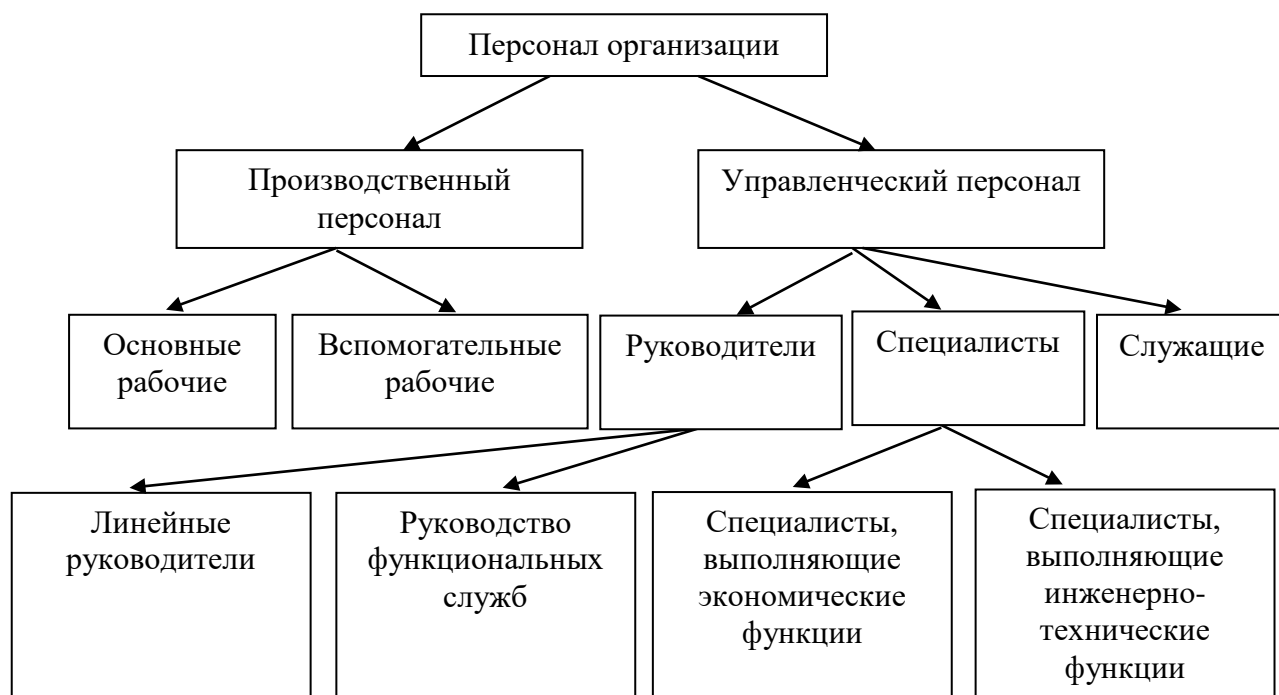 Персонал организации
Производственный
персонал
Управленческий персонал
Основные
рабочие
Вспомогательные
рабочие
Руководители
Специалисты
Служащие
Линейные
руководители
Руководство
функциональных
служб
Специалисты,
выполняющие
экономические
функции
Специалисты,
выполняющие
инженерно-
технические
функции